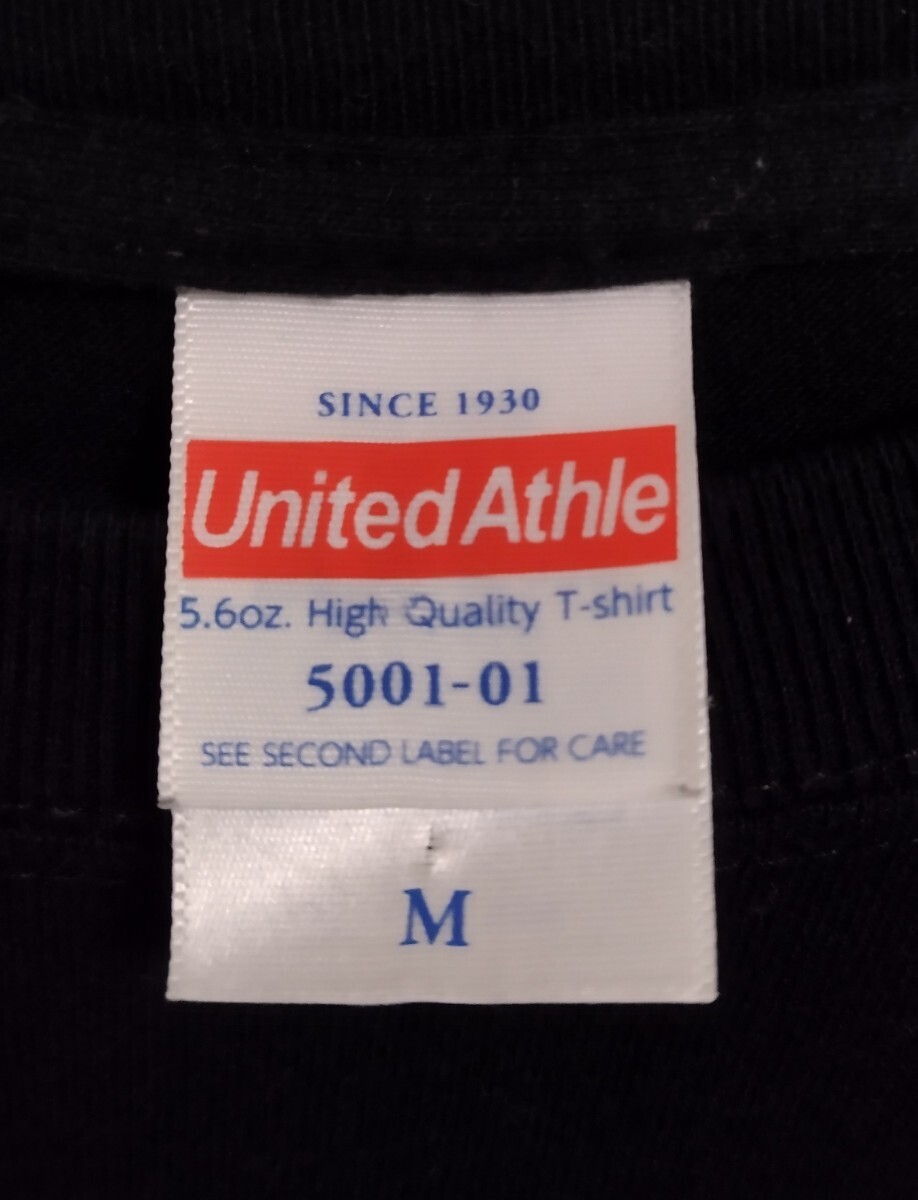 SINCE 1930
United Athle
5.6oz. High Quality T-shirt
5001-01
SEE SECOND LABEL FOR CARE
M